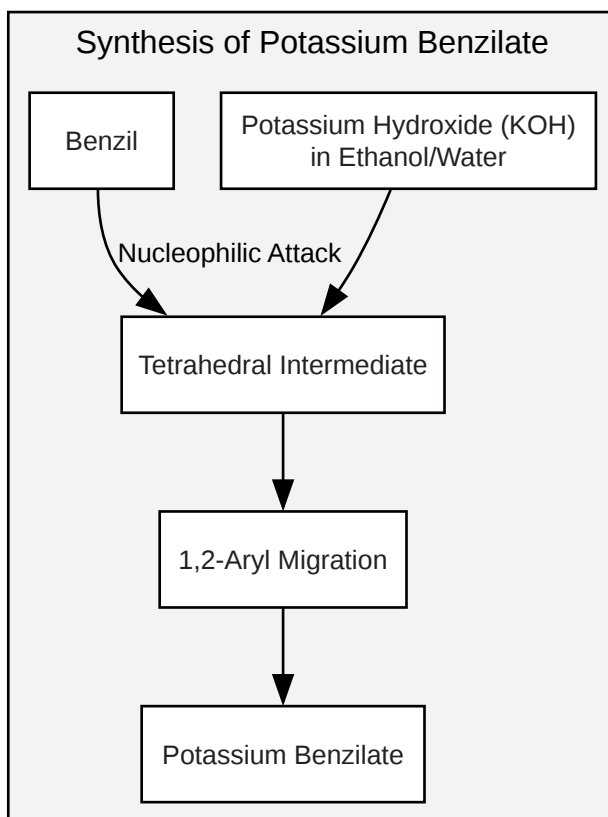 Synthesis of Potassium Benzilate
Benzil
Potassium Hydroxide (KOH)
in Ethanol/Water
Nucleophilic Attack
Tetrahedral Intermediate
1,2-Aryl Migration
Potassium Benzilate